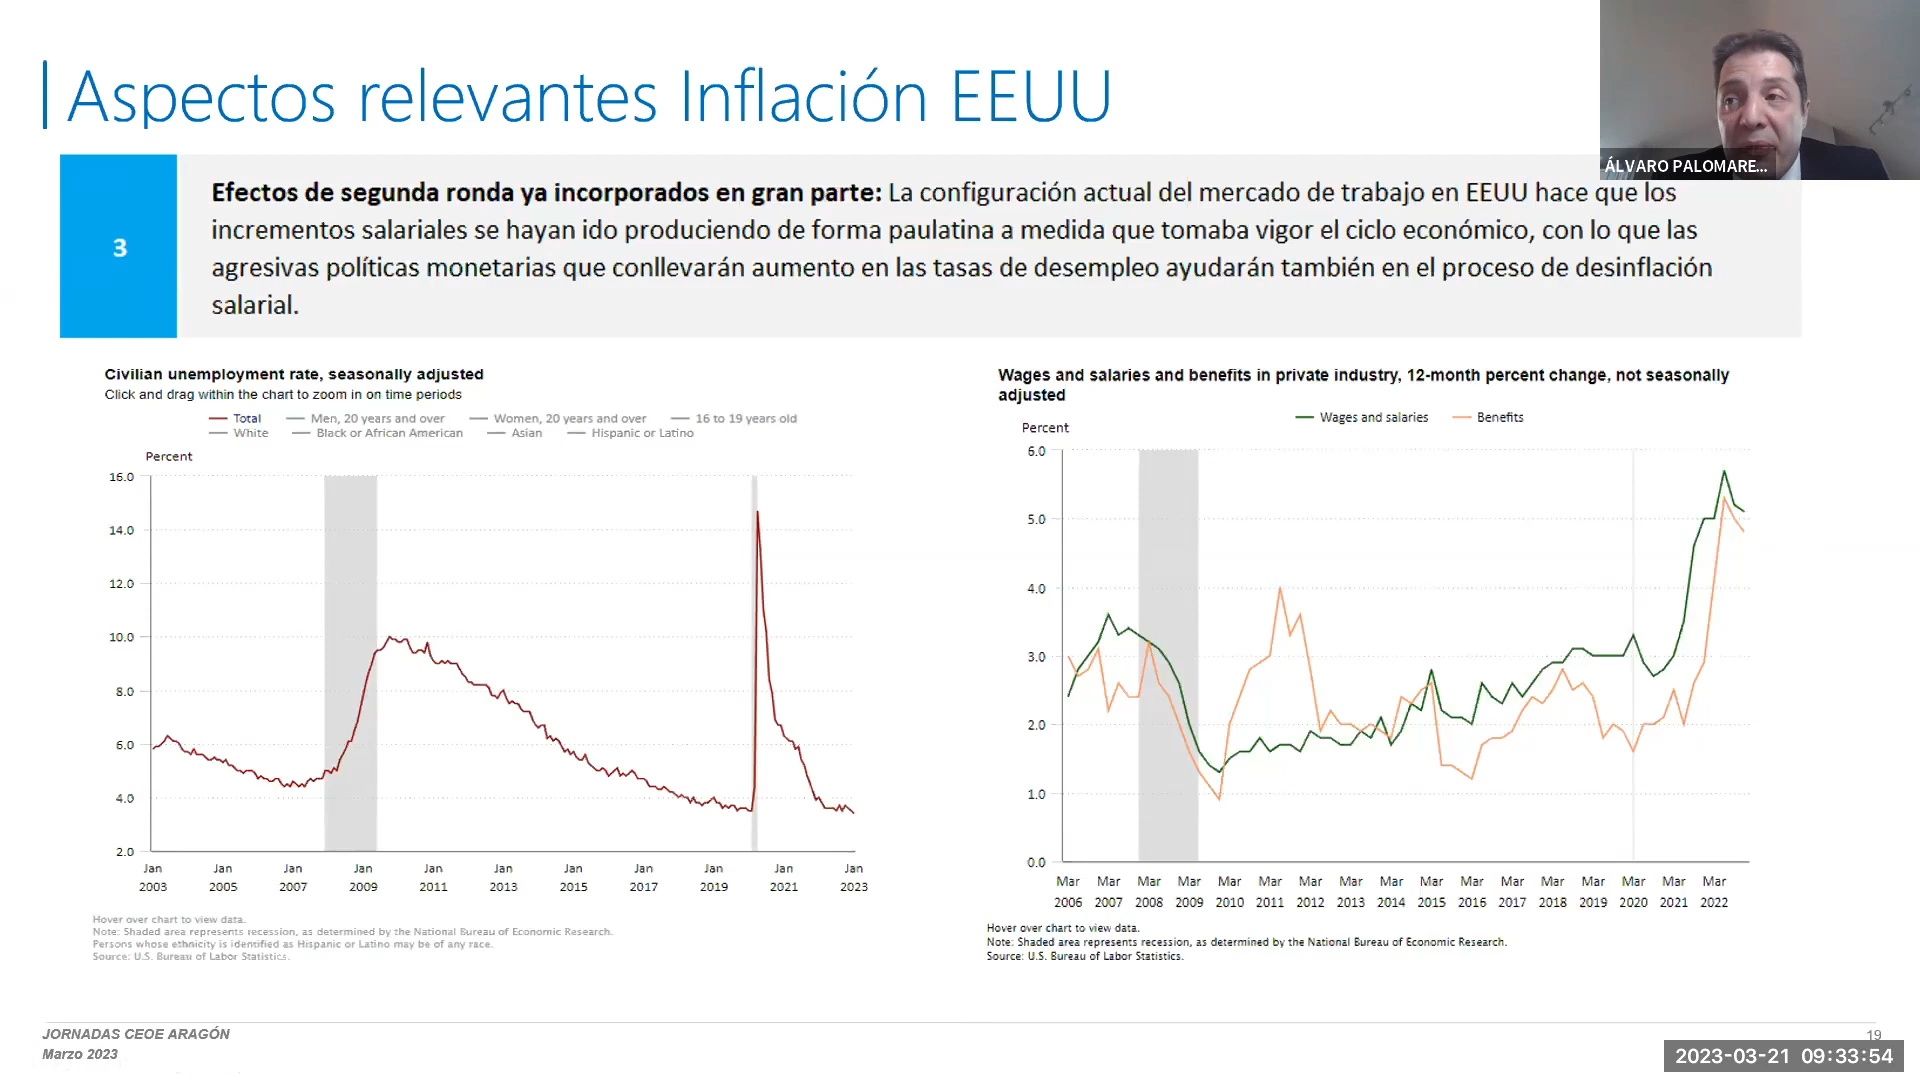 Aspectos relevantes Inflación EEUU
ÁLVARO PALOMARE...
3
Efectos de segunda ronda ya incorporados en gran parte: La configuración actual del mercado de trabajo en EEUU hace que los
incrementos salariales se hayan ido produciendo de forma paulatina a medida que tomaba vigor el ciclo económico, con lo que las
agresivas políticas monetarias que conllevarán aumento en las tasas de desempleo ayudarán también en el proceso de desinflación
salarial.
Civilian unemployment rate, seasonally adjusted
Click and drag within the chart to zoom in on time periods
Total Men, 20 years and over Women, 20 years and over 16 to 19 years old
White Black or African American Asian Hispanic or Latino
Percent
16.0
14.0
12.0
10.0
8.0
6.0
4.0
2.0
Jan Jan Jan Jan Jan Jan Jan Jan Jan Jan Jan
2003 2005 2007 2009 2011 2013 2015 2017 2019 2021 2023
Hover over chart to view data.
Note: Shaded area represents recession, as determined by the National Bureau of Economic Research.
Persons whose ethnicity is identified as Hispanic or Latino may be of any race.
Source: U.S. Bureau of Labor Statistics.
Wages and salaries and benefits in private industry, 12-month percent change, not seasonally
adjusted
Wages and salaries Benefits
Percent
6.0
5.0
4.0
3.0
2.0
1.0
0.0
Mar Mar Mar Mar Mar Mar Mar Mar Mar Mar Mar Mar Mar Mar Mar Mar Mar
2006 2007 2008 2009 2010 2011 2012 2013 2014 2015 2016 2017 2018 2019 2020 2021 2022
Hover over chart to view data.
Note: Shaded area represents recession, as determined by the National Bureau of Economic Research.
Source: U.S. Bureau of Labor Statistics.
JORNADAS CEOE ARAGÓN
Marzo 2023
19
2023-03-21 09:33:54